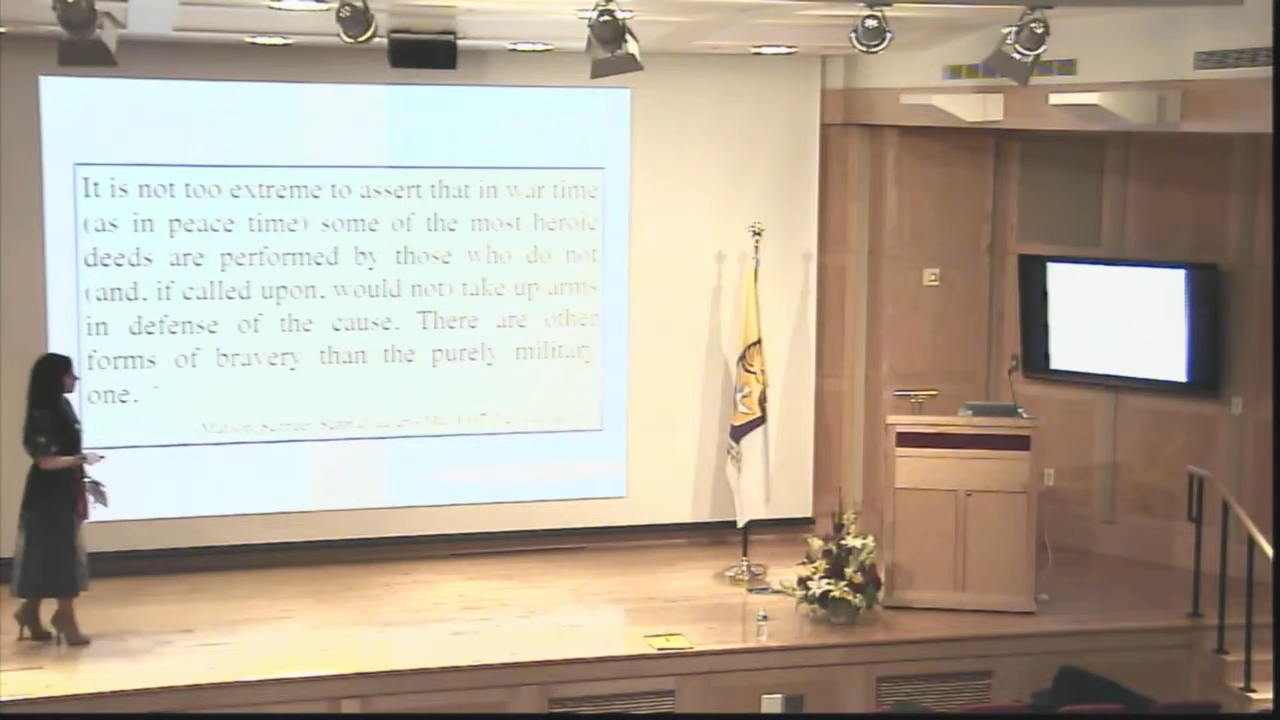 It is not too extreme to assert that in war time
(as in peace time) some of the most heroic
deeds are performed by those who do not
(and, if called upon, would not) take up arms
in defense of the cause. There are other
forms of bravery than the purely military
one.